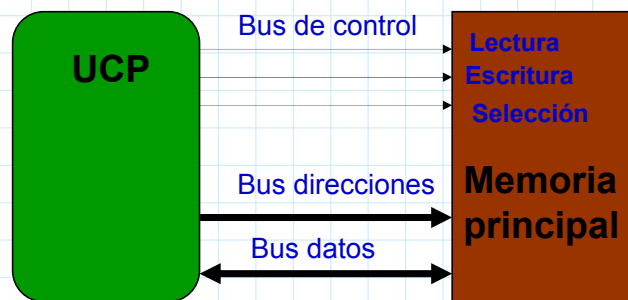 Bus de control
UCP
Lectura
Escritura
Selección
Bus direcciones
Memoria
principal
Bus datos